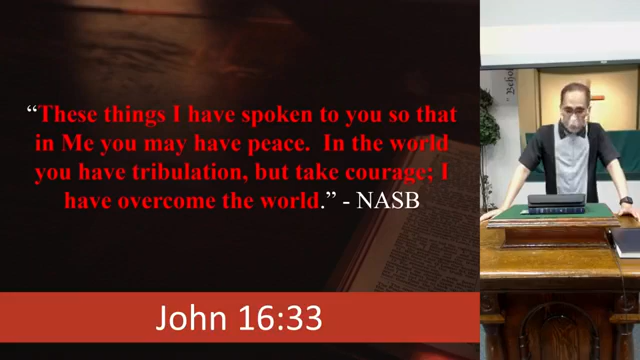 “These things I have spoken to you so that
in Me you may have peace.  In the world
you have tribulation, but take courage; I
have overcome the world.” - NASB
John 16:33